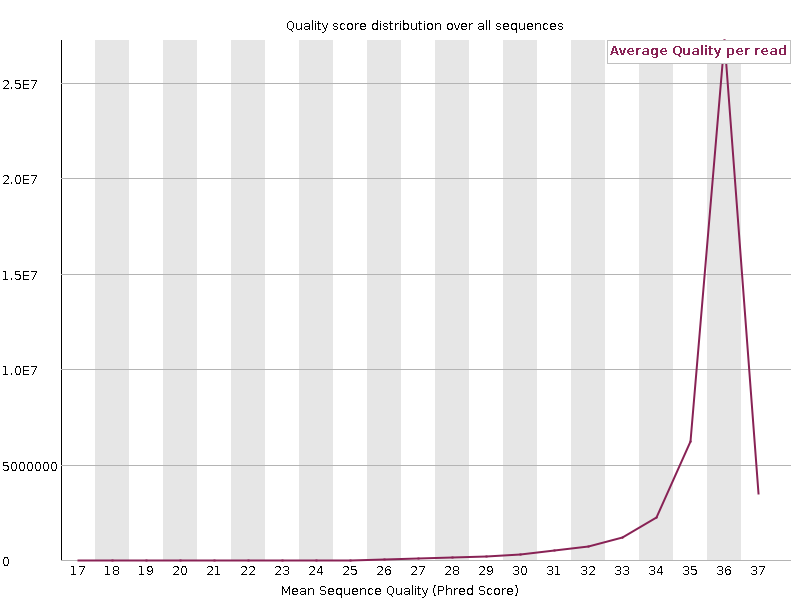 Quality score distribution over all sequences
Average Quality per read
2.5E7
2.0E7
1.5E7
1.0E7
5000000
0
17 18 19 20 21 22 23 24 25 26 27 28 29 30 31 32 33 34 35 36 37
Mean Sequence Quality (Phred Score)